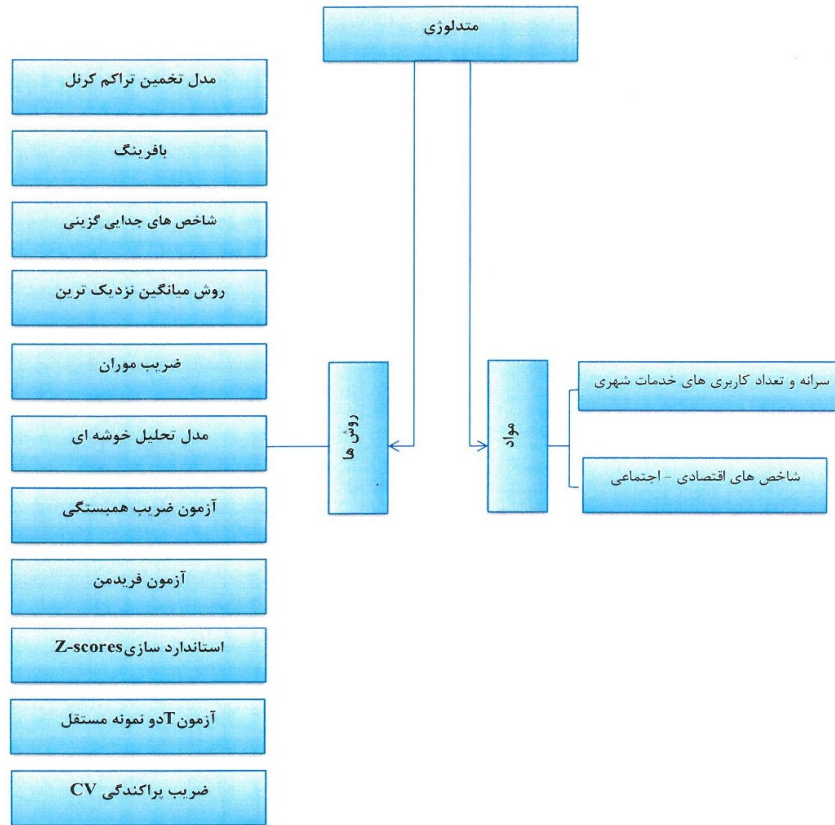 متدلوژی
مواد
سرانه و تعداد کاربری های خدمات شهری
شاخص های اقتصادی - اجتماعی
روش ها
مدل تخمین تراکم کرنل
بافرینگ
شاخص های جدایی گزینی
روش میانگین نزدیک ترین
ضریب موران
مدل تحلیل خوشه ای
آزمون ضریب همبستگی
آزمون فریدمن
استاندارد سازیZ-scores
آزمونTدو نمونه مستقل
ضریب پراکندگی CV